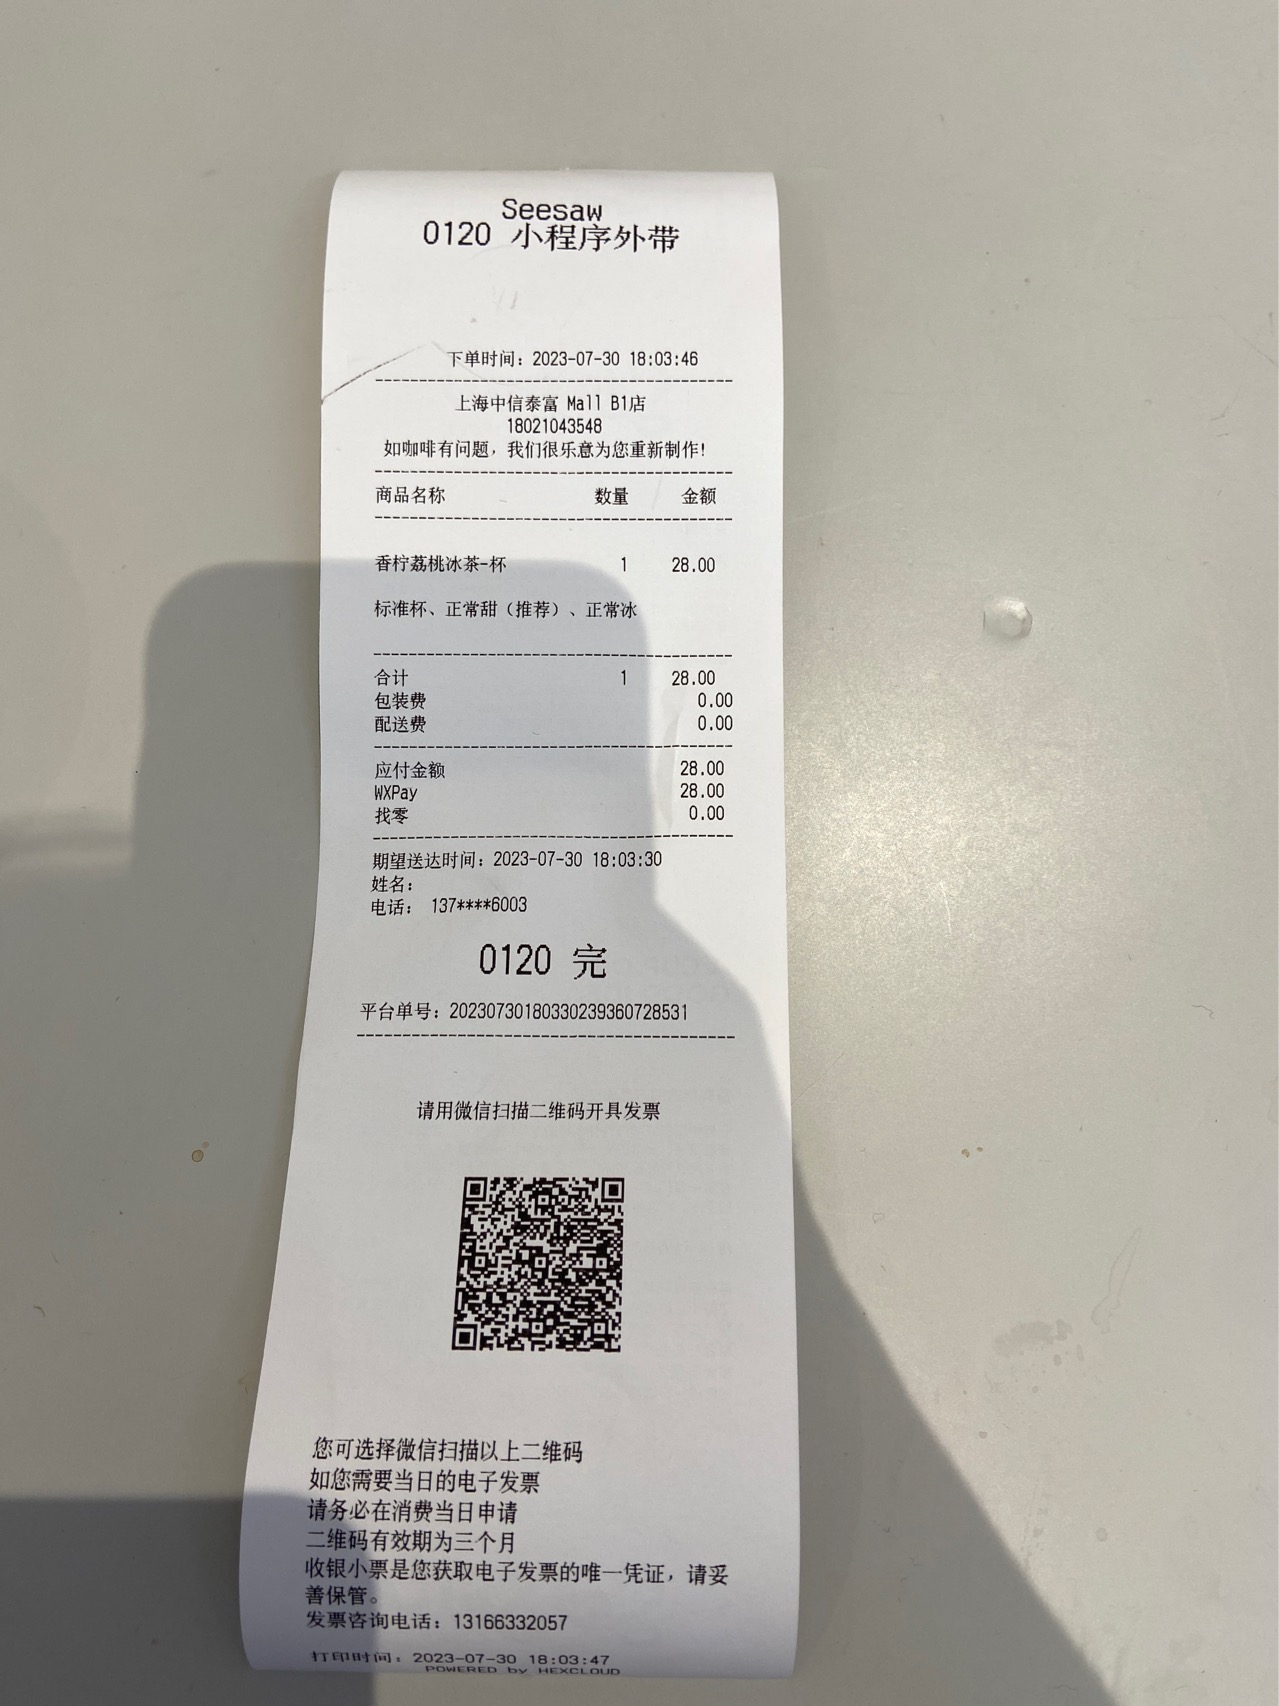 Seesaw
0120 小程序外带
下单时间：2023-07-30 18:03:46
上海中信泰富 Mall B1店
18021043548
如咖啡有问题，我们很乐意为您重新制作!
商品名称 数量 金额
香柠荔桃冰茶-杯 1 28.00
标准杯、正常甜（推荐）、正常冰
合计 1 28.00
包装费 0.00
配送费 0.00
应付金额 28.00
WXPay 28.00
找零 0.00
期望送达时间：2023-07-30 18:03:30
姓名：
电话： 137****6003
0120 完
平台单号：20230730180330239360728531
请用微信扫描二维码开具发票
您可选择微信扫描以上二维码
如您需要当日的电子发票
请务必在消费当日申请
二维码有效期为三个月
收银小票是您获取电子发票的唯一凭证，请妥
善保管。
发票咨询电话：13166332057
打印时间：2023-07-30 18:03:47
POWERED by HEXCLOUD